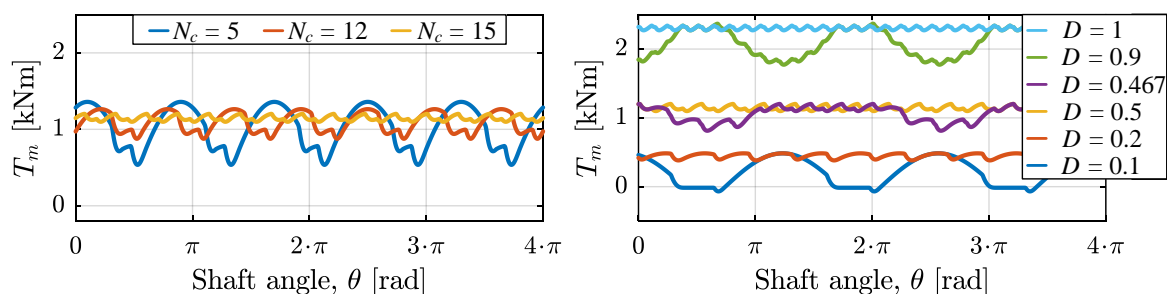 N_c = 5 N_c = 12 N_c = 15
2
1
0
T_m [kNm]
0 π 2·π 3·π 4·π
Shaft angle, θ [rad]
D = 1
D = 0.9
D = 0.467
D = 0.5
D = 0.2
D = 0.1
2
1
0
T_m [kNm]
0 π 2·π 3·π 4·π
Shaft angle, θ [rad]